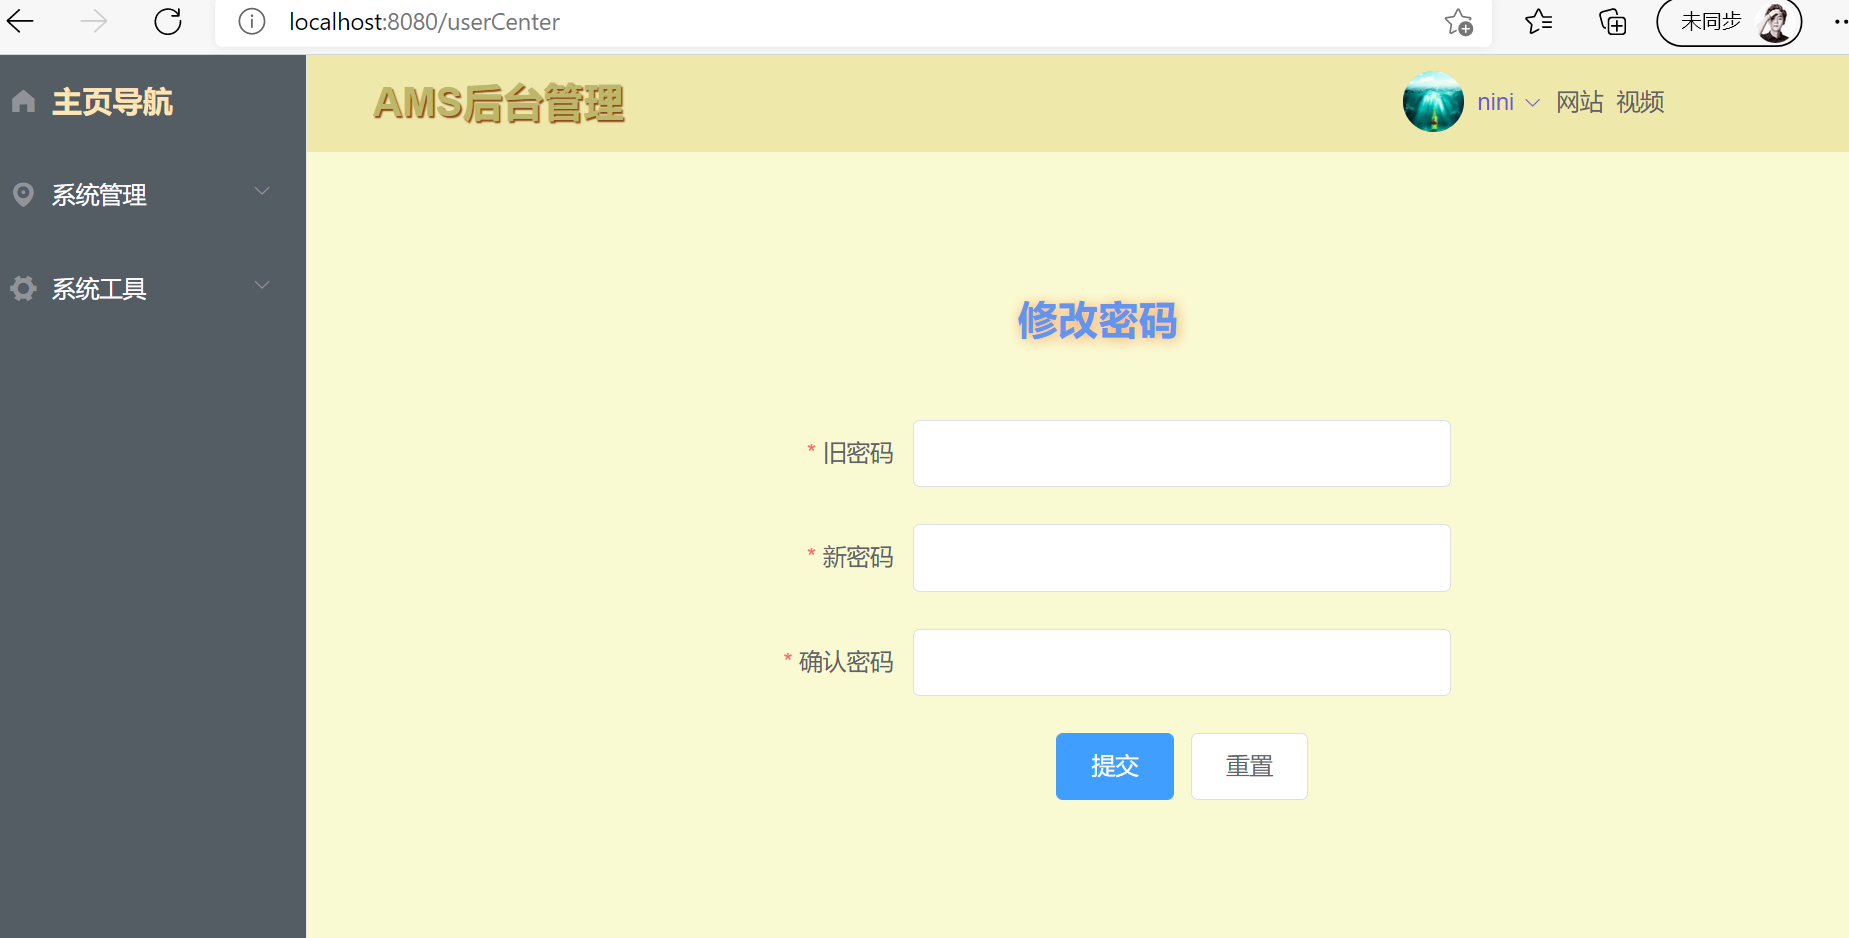 localhost:8080/userCenter
未同步
主页导航
AMS后台管理
nini 网站 视频
系统管理
系统工具
修改密码
* 旧密码
* 新密码
* 确认密码
提交 重置